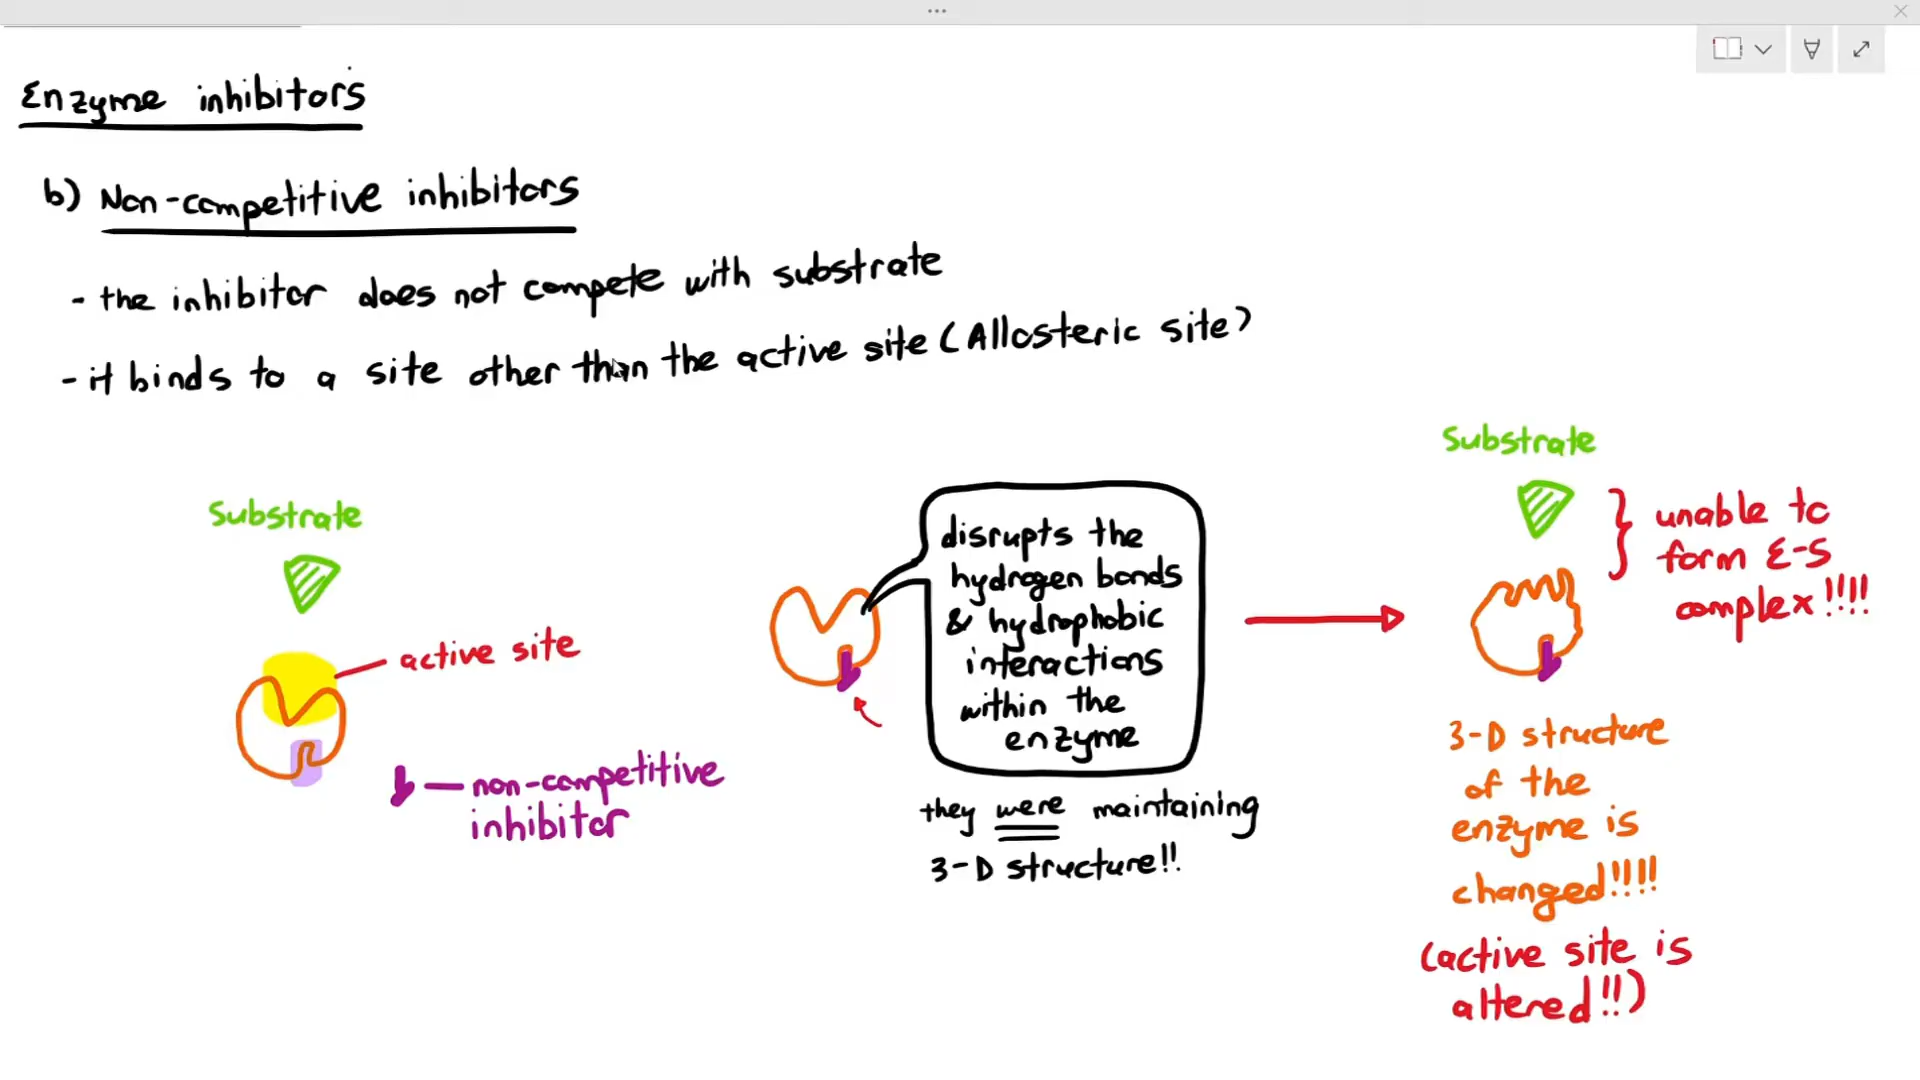 Enzyme inhibitors
b) Non-competitive inhibitors
- the inhibitor does not compete with substrate
- it binds to a site other than the active site (Allosteric site)
Substrate
active site
non-competitive
inhibitor
disrupts the
hydrogen bonds
& hydrophobic
interactions
within the
enzyme
they were maintaining
3-D structure!!
Substrate
unable to
form E-S
complex!!!!
3-D structure
of the
enzyme is
changed!!!!
(active site is
altered!!)